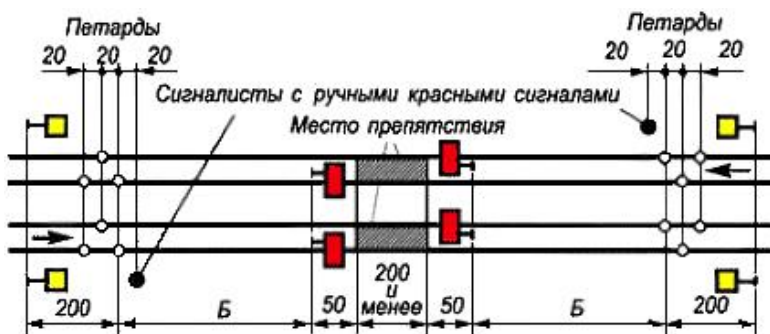 Петарды Петарды
20 20 20 20 20 20
Сигналисты с ручными красными сигналами
Место препятствия
200 Б 50 200 и менее 50 Б 200